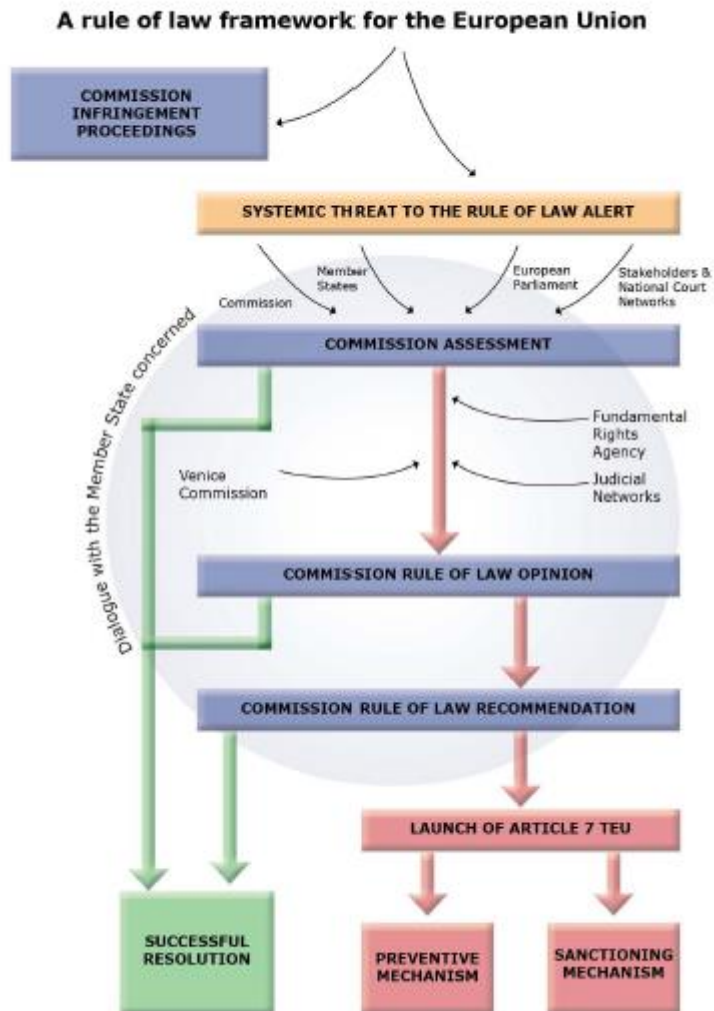 A rule of law framework for the European Union
COMMISSION
INFRINGEMENT
PROCEEDINGS
SYSTEMIC THREAT TO THE RULE OF LAW ALERT
Commission
Member
States
European
Parliament
Stakeholders &
National Court
Networks
COMMISSION ASSESSMENT
Dialogue with the Member State concerned
Fundamental
Rights
Agency
Venice
Commission
Judicial
Networks
COMMISSION RULE OF LAW OPINION
COMMISSION RULE OF LAW RECOMMENDATION
LAUNCH OF ARTICLE 7 TEU
SUCCESSFUL
RESOLUTION
PREVENTIVE
MECHANISM
SANCTIONING
MECHANISM